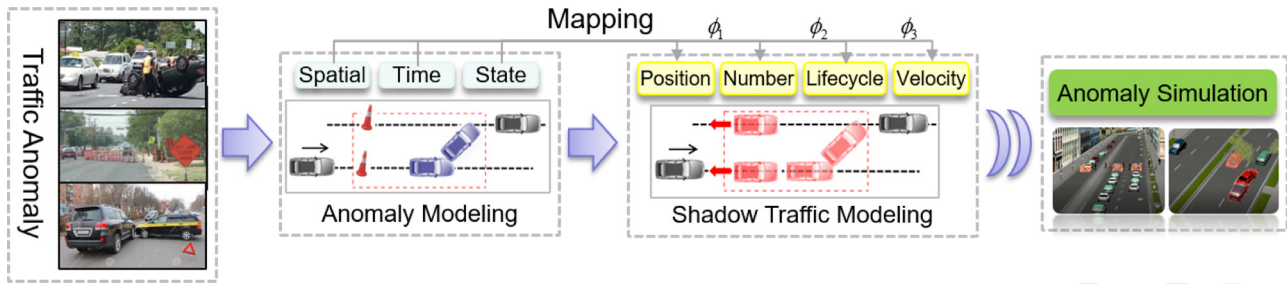 Traffic Anomaly
Mapping
ϕ1 ϕ2 ϕ3
Spatial Time State
Anomaly Modeling
Position Number Lifecycle Velocity
Shadow Traffic Modeling
Anomaly Simulation